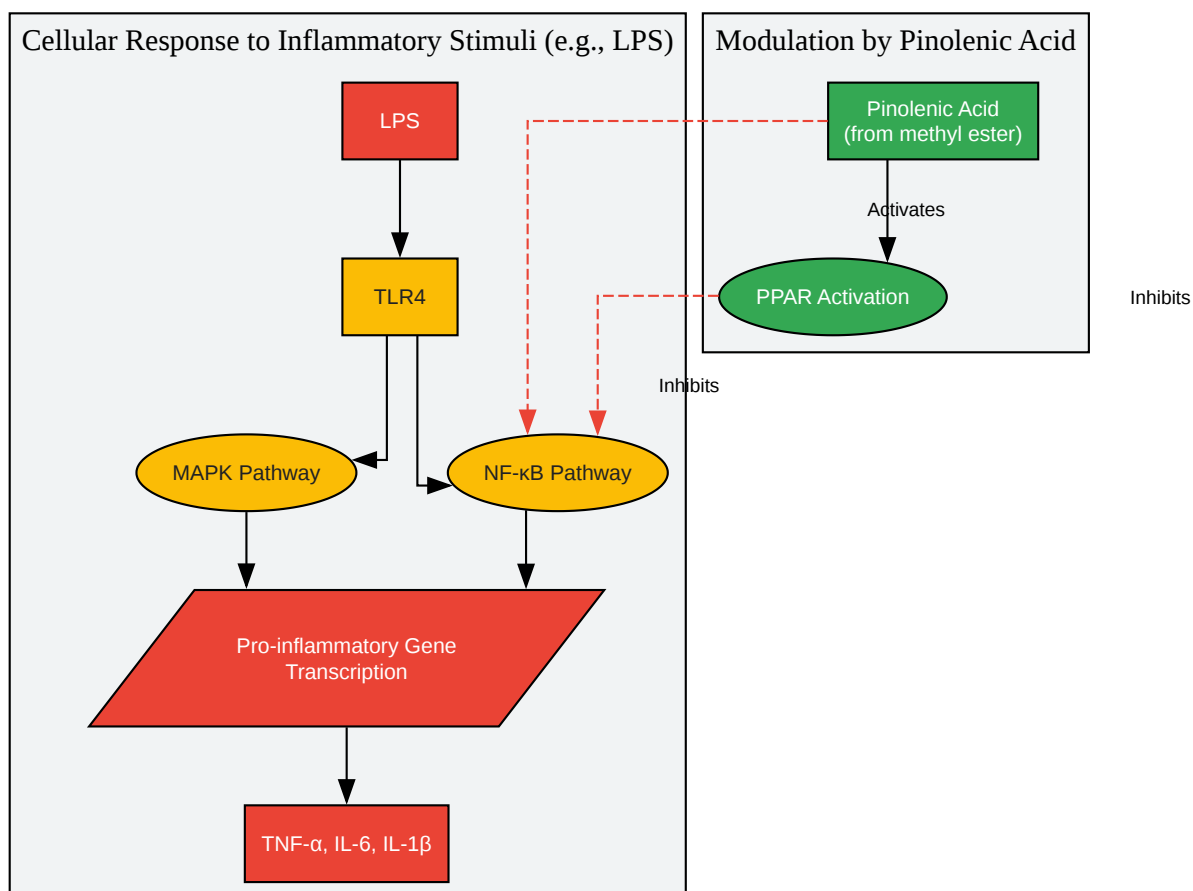 Cellular Response to Inflammatory Stimuli (e.g., LPS)
Modulation by Pinolenic Acid
LPS
Pinolenic Acid
(from methyl ester)
Activates
TLR4
PPAR Activation
Inhibits
Inhibits
MAPK Pathway
NF-κB Pathway
Pro-inflammatory Gene
Transcription
TNF-α, IL-6, IL-1β